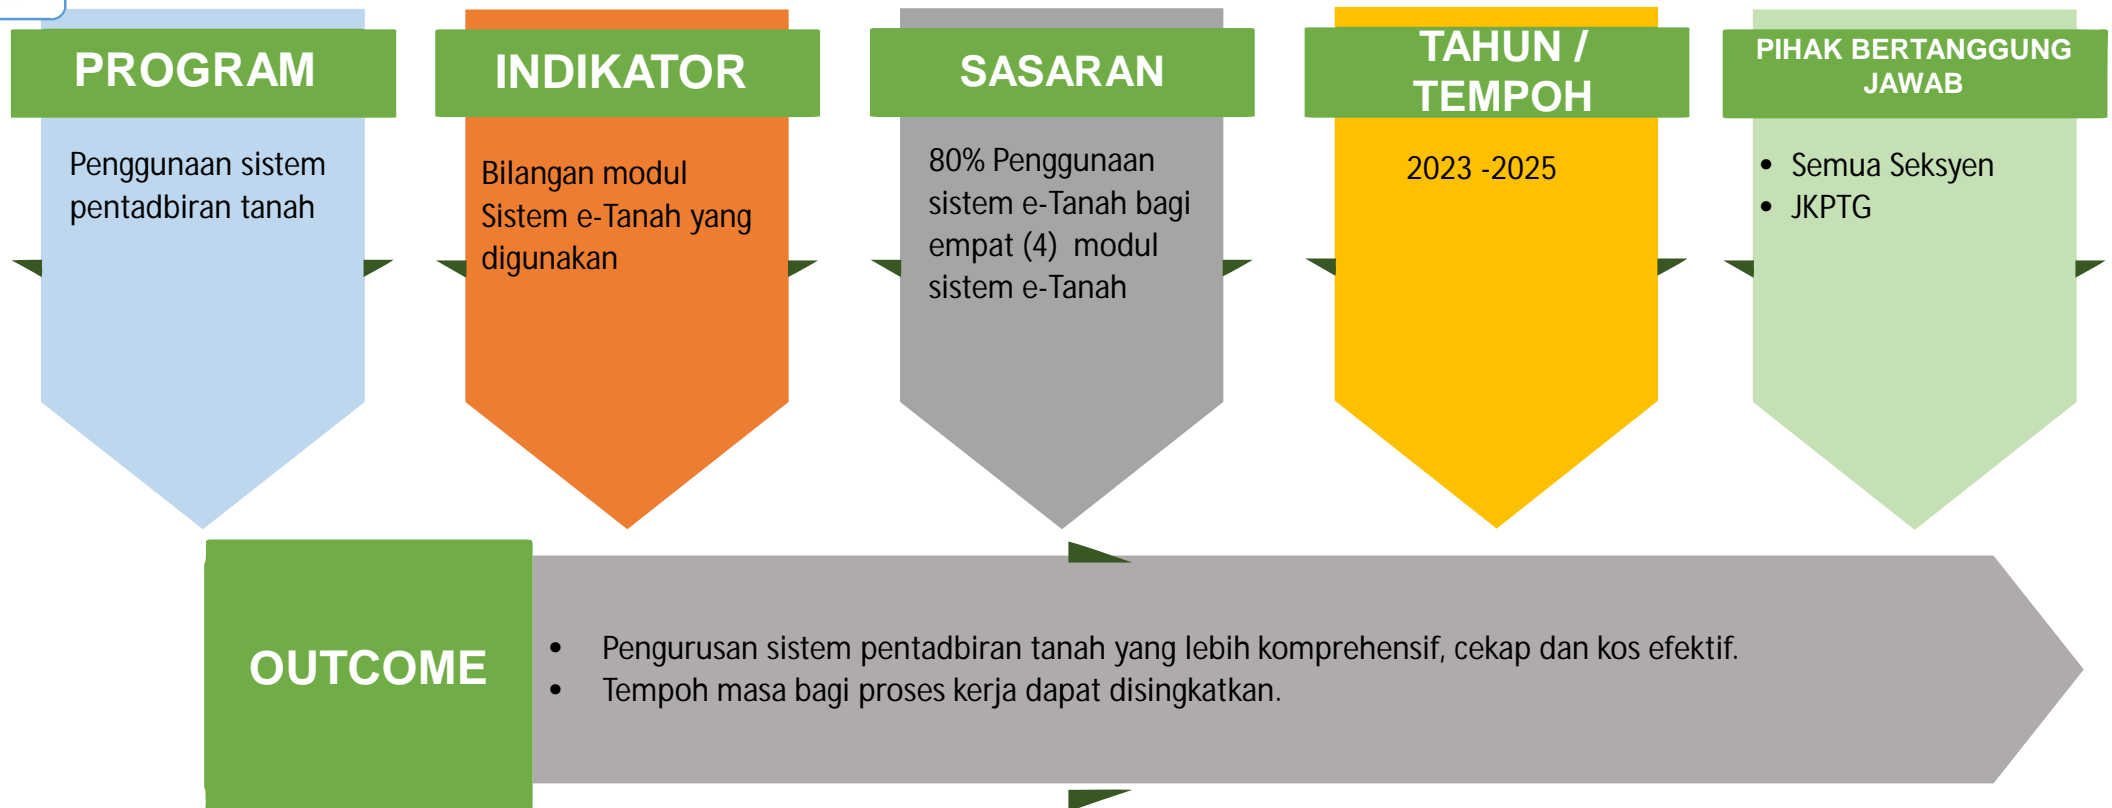 PROGRAM
Penggunaan sistem
pentadbiran tanah
INDIKATOR
Bilangan modul
Sistem e-Tanah yang
digunakan
SASARAN
80% Penggunaan
sistem e-Tanah bagi
empat (4) modul
sistem e-Tanah
TAHUN /
TEMPOH
2023 -2025
PIHAK BERTANGGUNG
JAWAB
• Semua Seksyen
• JKPTG
OUTCOME
• Pengurusan sistem pentadbiran tanah yang lebih komprehensif, cekap dan kos efektif.
• Tempoh masa bagi proses kerja dapat disingkatkan.